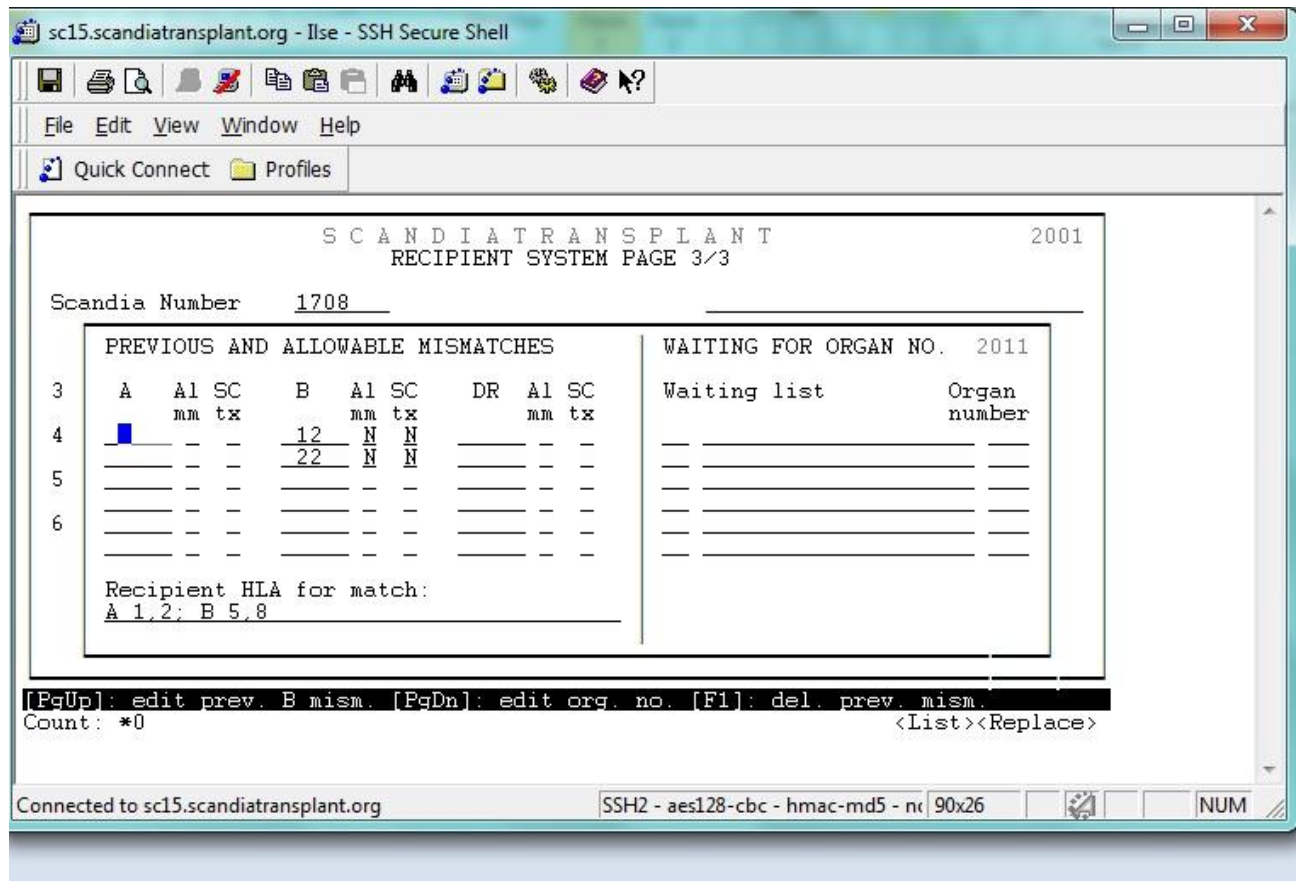 sc15.scandiatransplant.org - Ilse - SSH Secure Shell
File Edit View Window Help
Quick Connect Profiles
S C A N D I A T R A N S P L A N T 2001
RECIPIENT SYSTEM PAGE 3/3
Scandia Number 1708
PREVIOUS AND ALLOWABLE MISMATCHES WAITING FOR ORGAN NO. 2011
3 A Al SC B Al SC DR Al SC Waiting list Organ
mm tx mm tx mm tx number
4 12 N N
22 N N
5
6
Recipient HLA for match:
A 1,2; B 5,8
[PgUp]: edit prev. B mism. [PgDn]: edit org. no. [F1]: del. prev. mism.
Count: *0 <List><Replace>
Connected to sc15.scandiatransplant.org SSH2 - aes128-cbc - hmac-md5 - 90x26 NUM